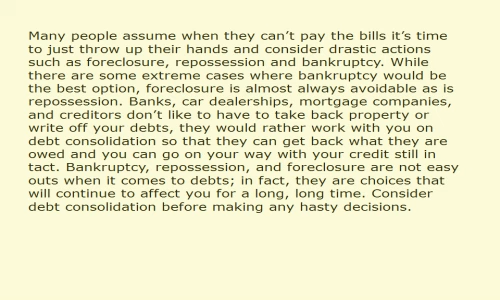 Many people assume when they can't pay the bills it's time
to just throw up their hands and consider drastic actions
such as foreclosure, repossession and bankruptcy. While
there are some extreme cases where bankruptcy would be
the best option, foreclosure is almost always avoidable as is
repossession. Banks, car dealerships, mortgage companies,
and creditors don't like to have to take back property or
write off your debts, they would rather work with you on
debt consolidation so that they can get back what they are
owed and you can go on your way with your credit still in
tact. Bankruptcy, repossession, and foreclosure are not easy
outs when it comes to debts; in fact, they are choices that
will continue to affect you for a long, long time. Consider
debt consolidation before making any hasty decisions.